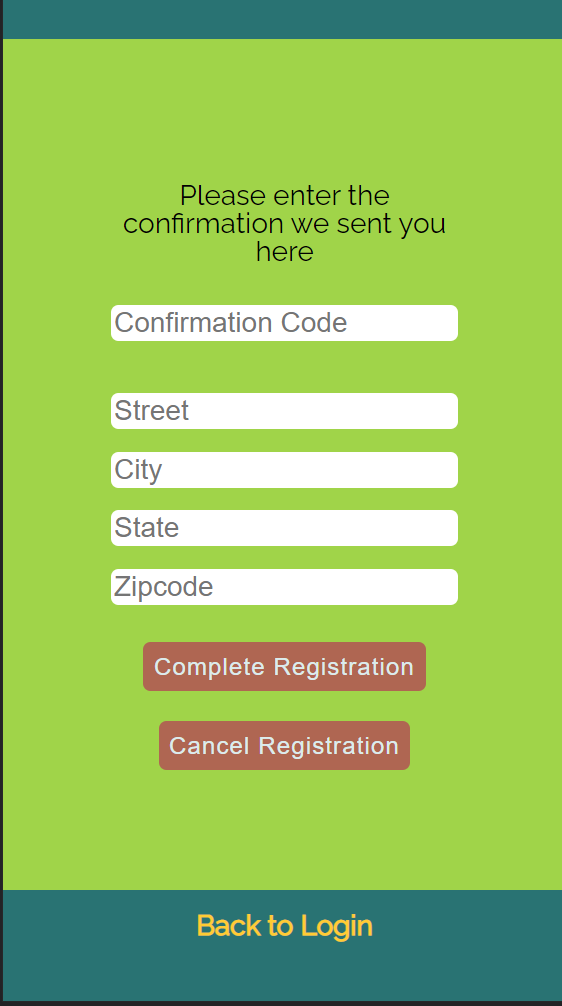 Please enter the
confirmation we sent you
here
Confirmation Code
Street
City
State
Zipcode
Complete Registration
Cancel Registration
Back to Login